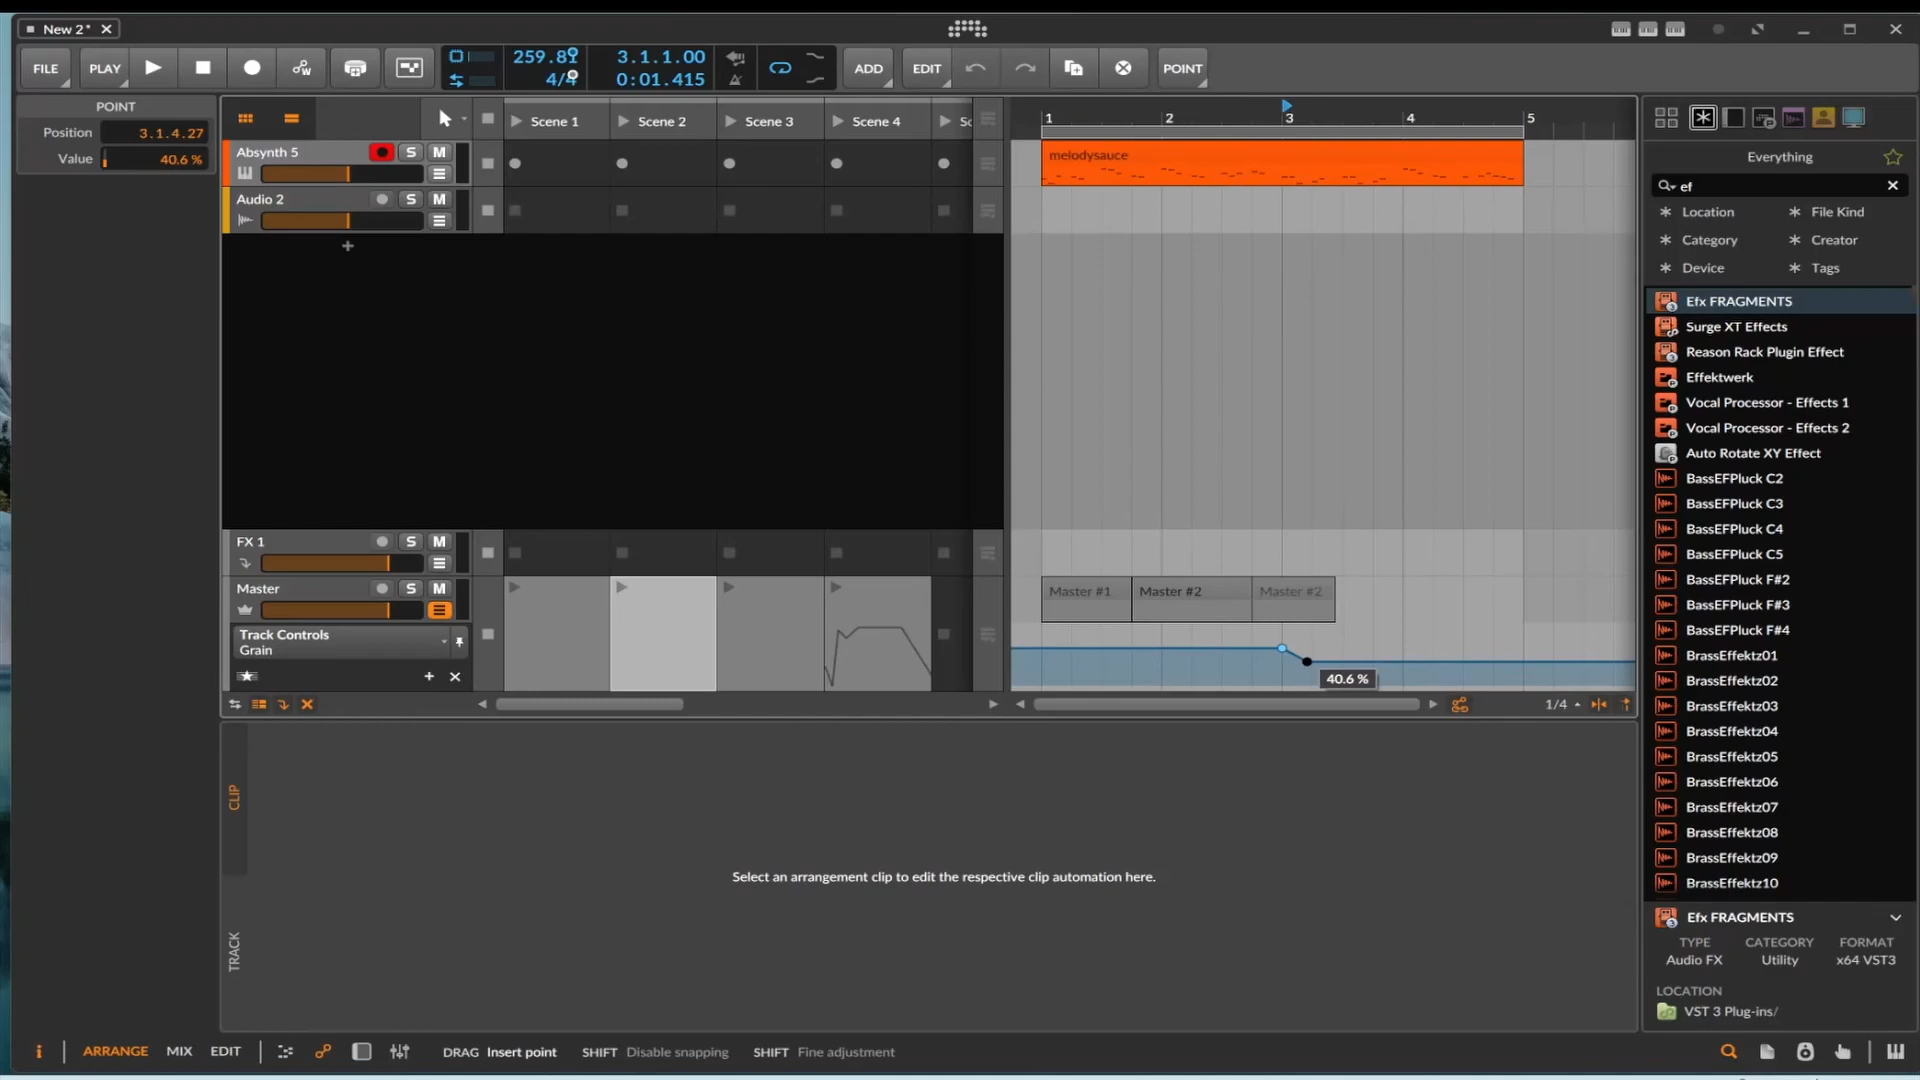 New 2*
FILE
PLAY
259.81
4/4
3.1.1.00
0:01.415
ADD
EDIT
POINT
POINT
Position
3.1.4.27
Value
40.6 %
Scene 1
Scene 2
Scene 3
Scene 4
Sc
1
2
3
4
5
Absynth 5
S
M
Audio 2
S
M
melodysauce
FX 1
S
M
Master
S
M
Track Controls
Grain
Master #1
Master #2
Master #2
40.6 %
1/4
CLIP
TRACK
Select an arrangement clip to edit the respective clip automation here.
Everything
ef
Location
File Kind
Category
Creator
Device
Tags
Efx FRAGMENTS
Surge XT Effects
Reason Rack Plugin Effect
Effektwerk
Vocal Processor - Effects 1
Vocal Processor - Effects 2
Auto Rotate XY Effect
BassEFPluck C2
BassEFPluck C3
BassEFPluck C4
BassEFPluck C5
BassEFPluck F#2
BassEFPluck F#3
BassEFPluck F#4
BrassEffektz01
BrassEffektz02
BrassEffektz03
BrassEffektz04
BrassEffektz05
BrassEffektz06
BrassEffektz07
BrassEffektz08
BrassEffektz09
BrassEffektz10
Efx FRAGMENTS
TYPE
CATEGORY
FORMAT
Audio FX
Utility
x64 VST3
LOCATION
VST 3 Plug-ins/
i
ARRANGE
MIX
EDIT
DRAG Insert point
SHIFT Disable snapping
SHIFT Fine adjustment